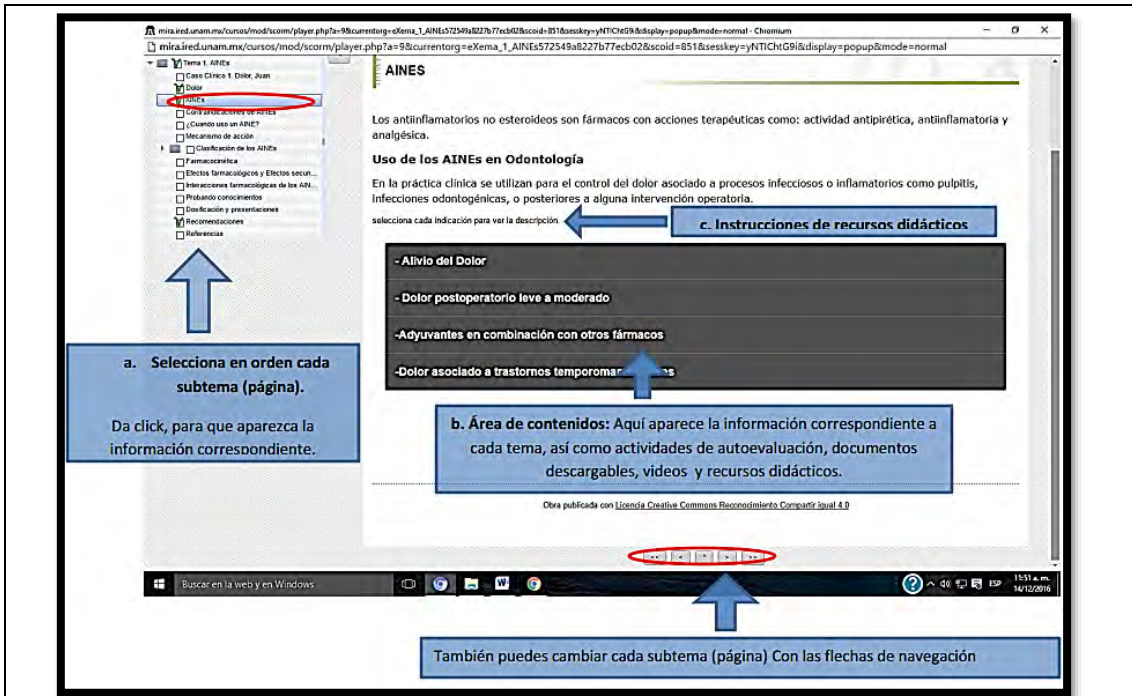 mira.ired.unam.mx/cursos/mod/scorm/player.php?a=9&currentorg=eXema_1_AINEs572549a8227b77ecb02&scoid=851&sesskey=yNTIChtG9i&display=popup&mode=normal - Chromium
mira.ired.unam.mx/cursos/mod/scorm/player.php?a=9&currentorg=eXema_1_AINEs572549a8227b77ecb02&scoid=851&sesskey=yNTIChtG9i&display=popup&mode=normal
Tema 1. AINEs
Caso Clínico 1. Dolor, Juan
Dolor
AINEs
Contraindicaciones de AINEs
¿Cuando uso un AINE?
Mecanismo de acción
Clasificación de los AINEs
Farmacocinética
Efectos farmacológicos y Efectos secun...
Interacciones farmacológicas de los AIN...
Probando conocimientos
Dosificación y presentaciones
Recomendaciones
Referencias
AINES
Los antiinflamatorios no esteroideos son fármacos con acciones terapéuticas como: actividad antipirética, antiinflamatoria y
analgésica.
Uso de los AINEs en Odontología
En la práctica clínica se utilizan para el control del dolor asociado a procesos infecciosos o inflamatorios como pulpitis,
infecciones odontogénicas, o posteriores a alguna intervención operatoria.
selecciona cada indicación para ver la descripción.
c. Instrucciones de recursos didácticos
- Alivio del Dolor
- Dolor postoperatorio leve a moderado
-Adyuvantes en combinación con otros fármacos
-Dolor asociado a trastornos temporoman
es
a. Selecciona en orden cada
subtema (página).
Da click, para que aparezca la
información correspondiente.
b. Área de contenidos: Aquí aparece la información correspondiente a
cada tema, así como actividades de autoevaluación, documentos
descargables, videos y recursos didácticos.
Obra publicada con Licencia Creative Commons Reconocimiento Compartir igual 4.0
<< < ^ > >>
Buscar en la web y en Windows
ESP
11:51 a. m.
14/12/2016
También puedes cambiar cada subtema (página) Con las flechas de navegación